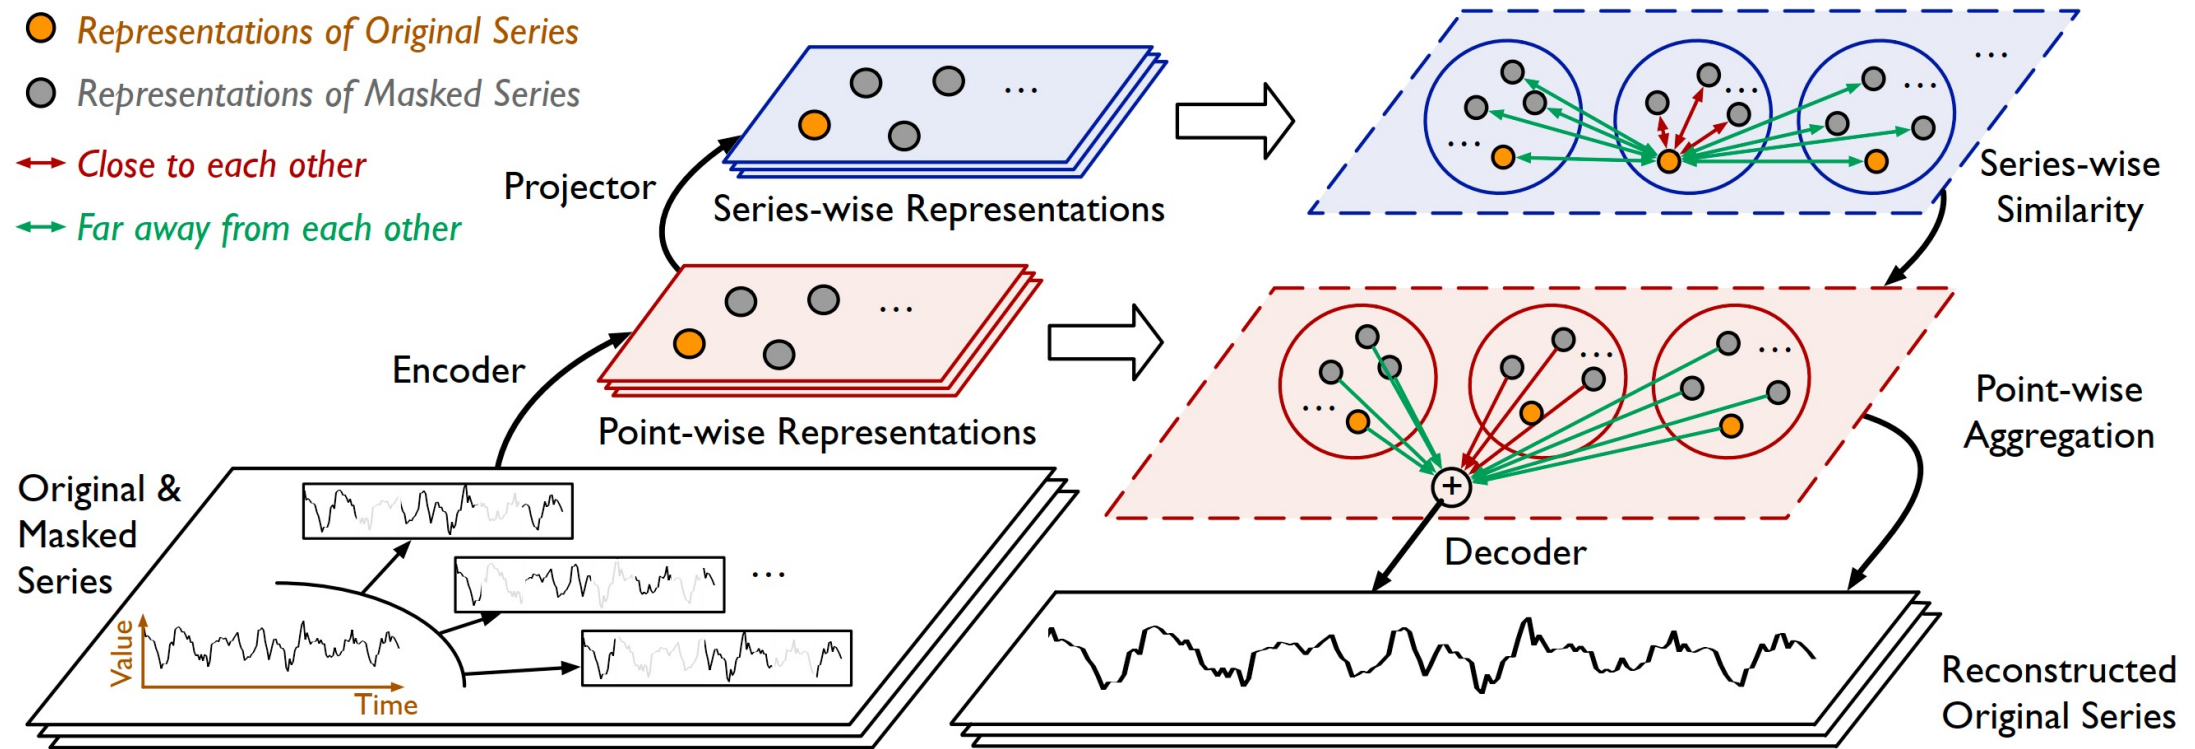 Representations of Original Series
Representations of Masked Series
Close to each other
Far away from each other
Projector
Series-wise Representations
...
...
...
...
...
Series-wise
Similarity
Encoder
Point-wise Representations
...
...
...
...
+
Point-wise
Aggregation
Decoder
Original &
Masked
Series
...
Value
Time
Reconstructed
Original Series